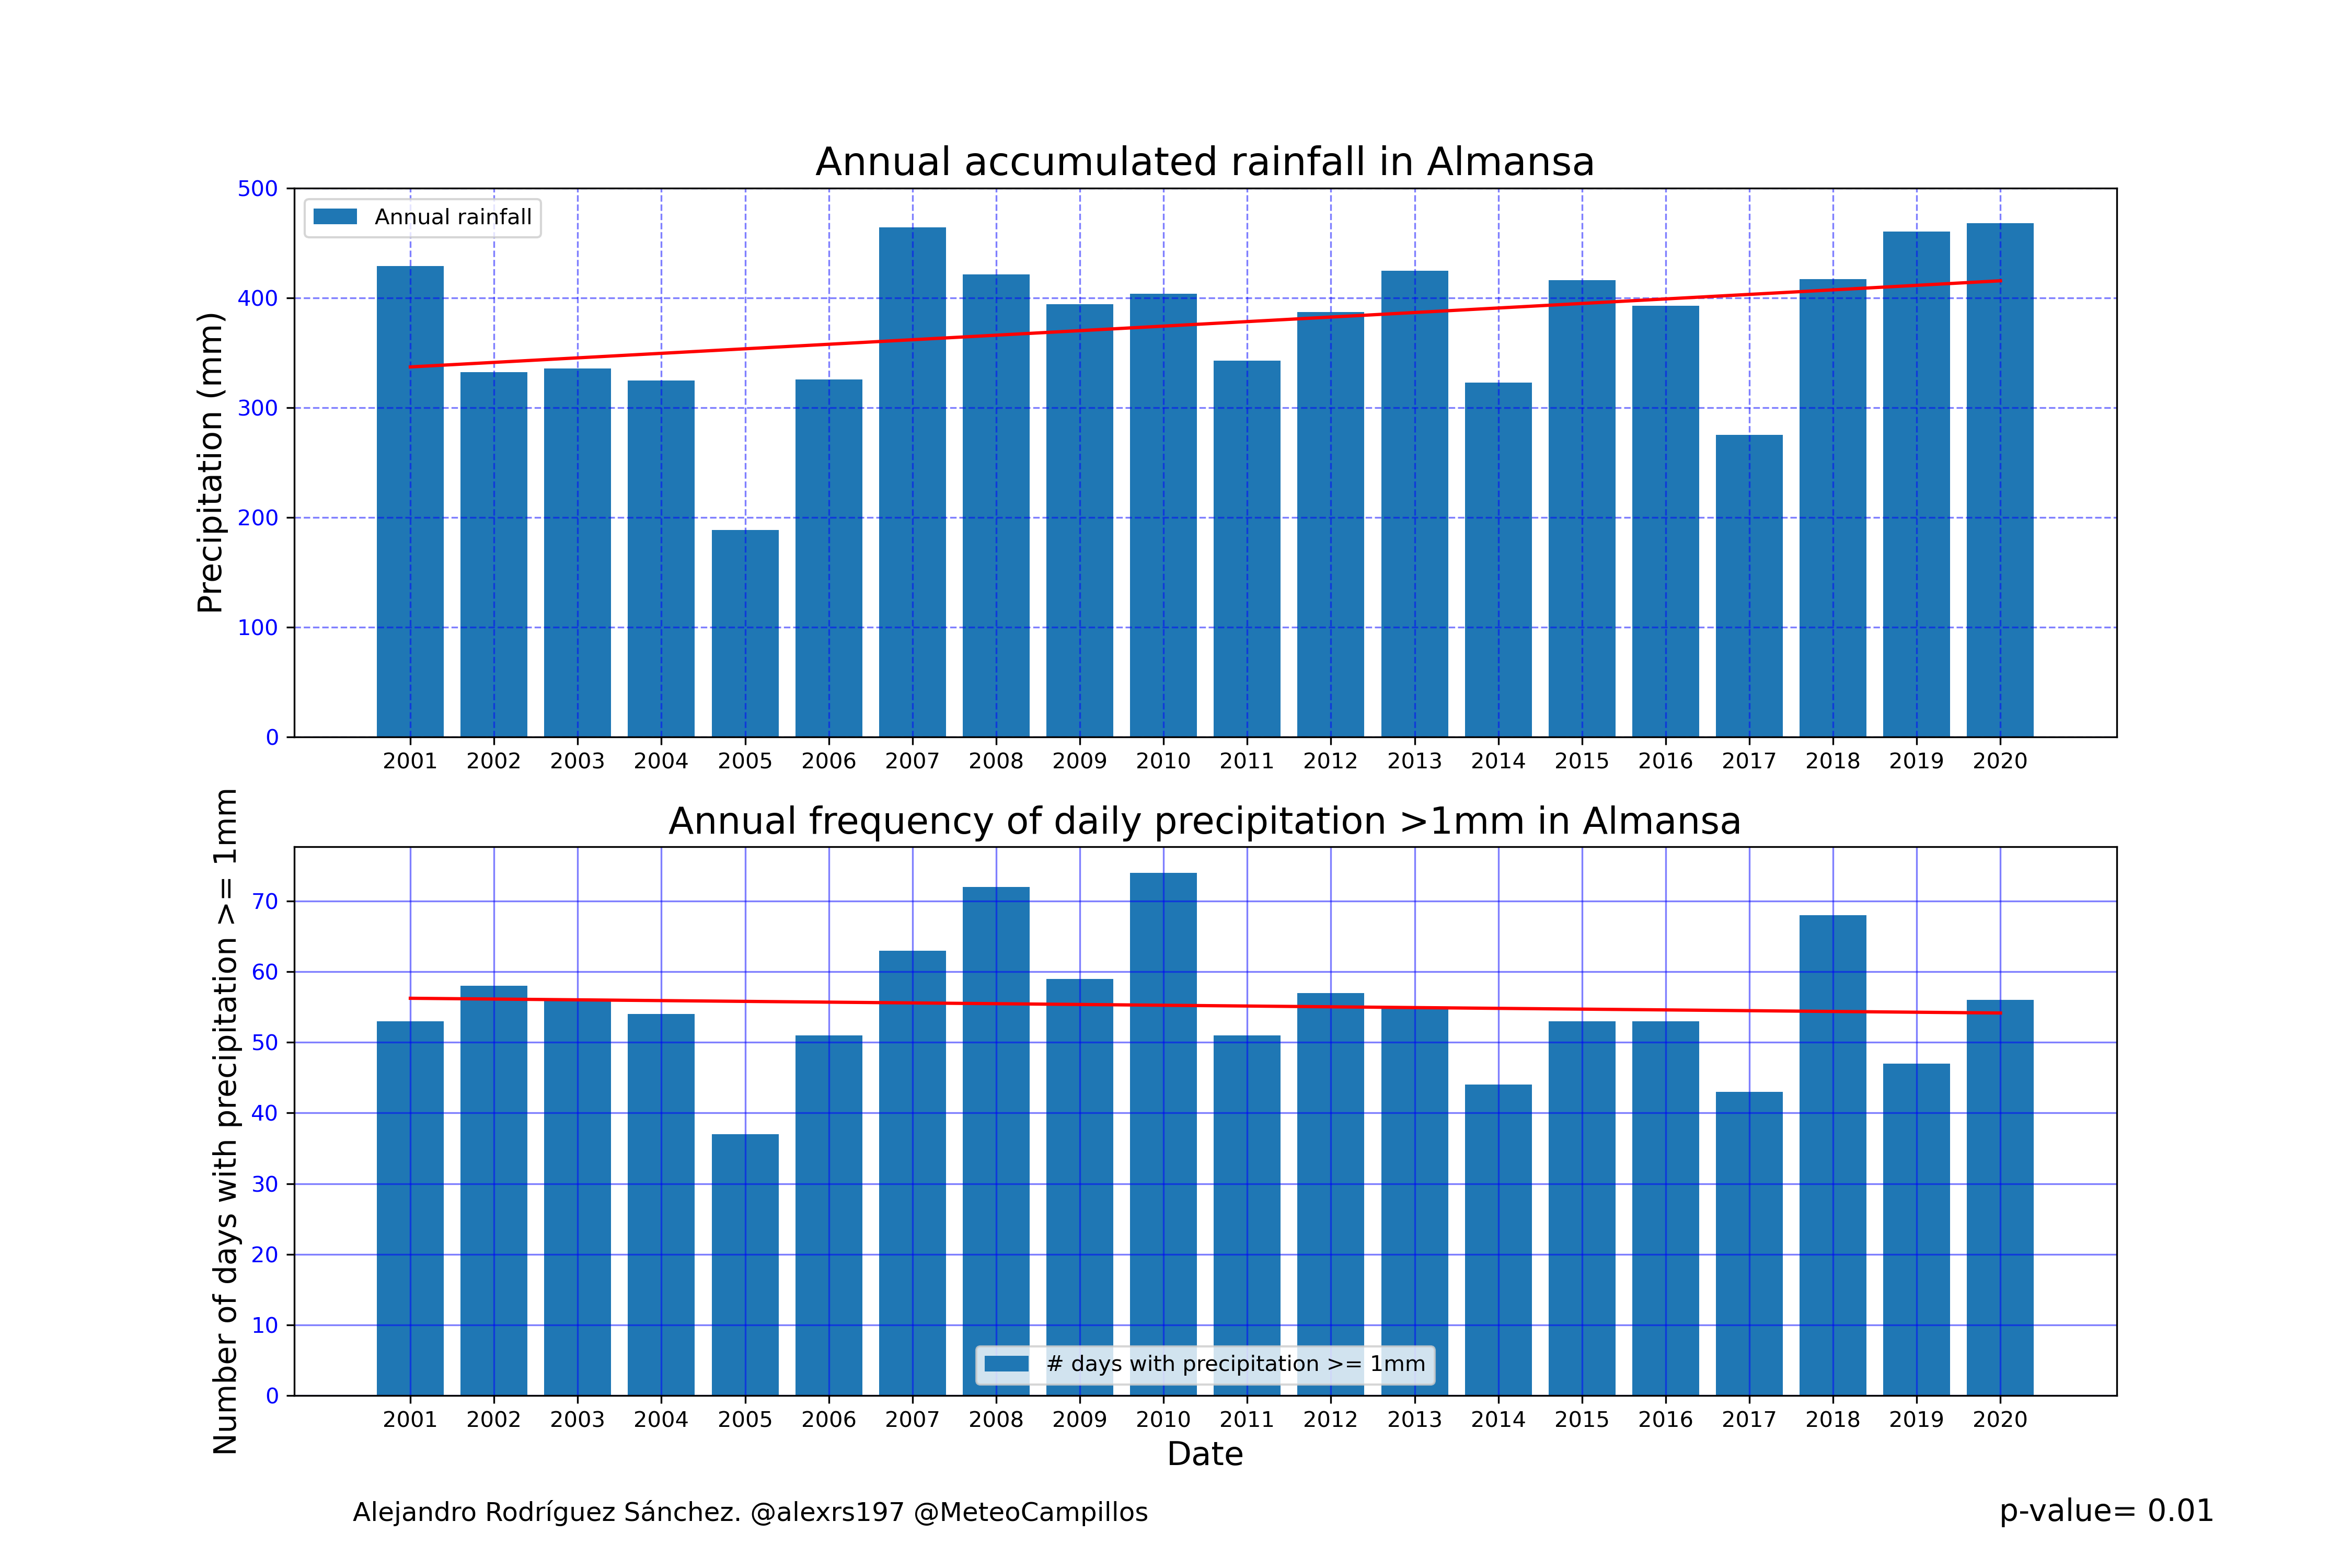 Annual accumulated rainfall in Almansa
Precipitation (mm)
500
400
300
200
100
0
Annual rainfall
2001 2002 2003 2004 2005 2006 2007 2008 2009 2010 2011 2012 2013 2014 2015 2016 2017 2018 2019 2020
Annual frequency of daily precipitation >1mm in Almansa
Number of days with precipitation >= 1mm
70
60
50
40
30
20
10
0
# days with precipitation >= 1mm
2001 2002 2003 2004 2005 2006 2007 2008 2009 2010 2011 2012 2013 2014 2015 2016 2017 2018 2019 2020
Date
Alejandro Rodríguez Sánchez. @alexrs197 @MeteoCampillos
p-value= 0.01